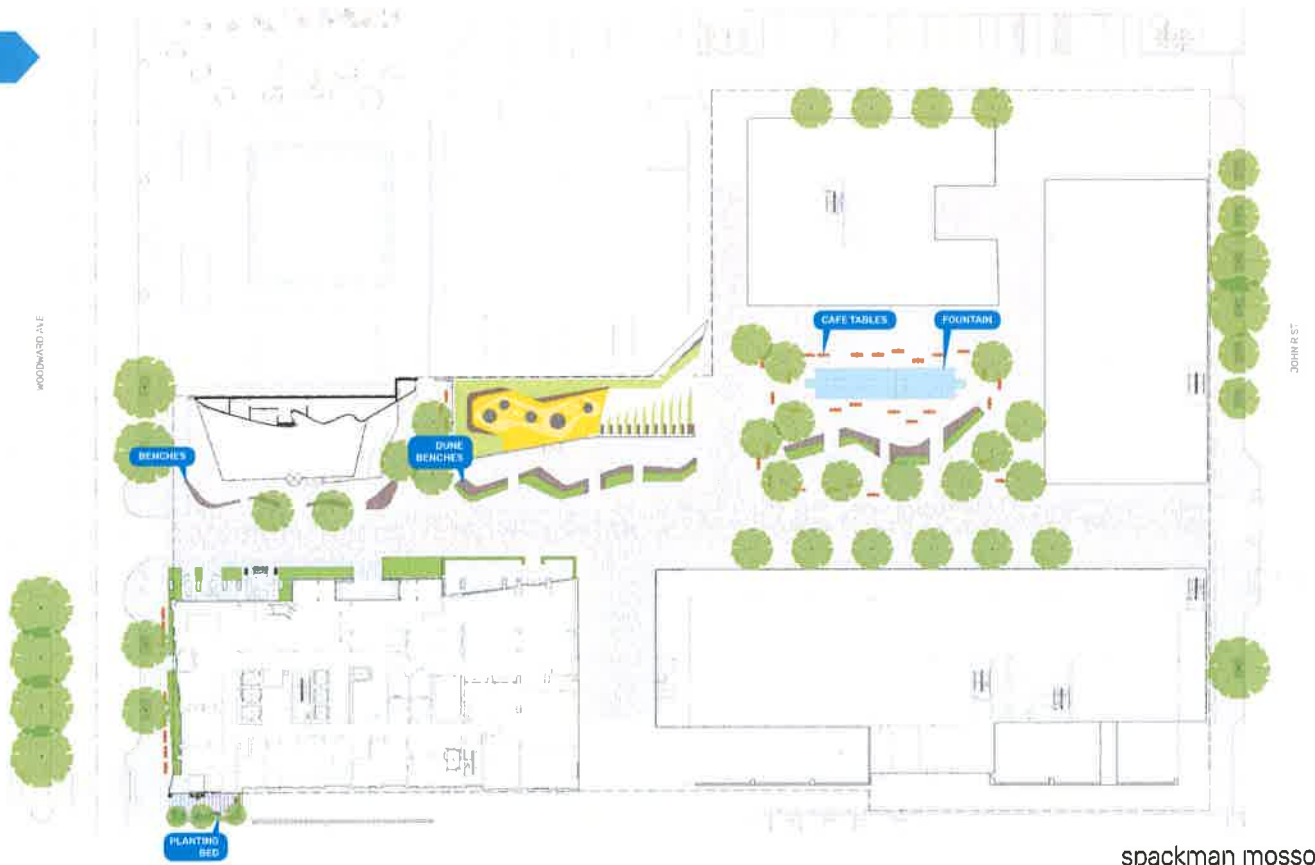 CAFE TABLES
FOUNTAIN
WOODWARD AVE
JOHN R ST
BENCHES
DUNE
BENCHES
PLANTING
BED
spackman mosso